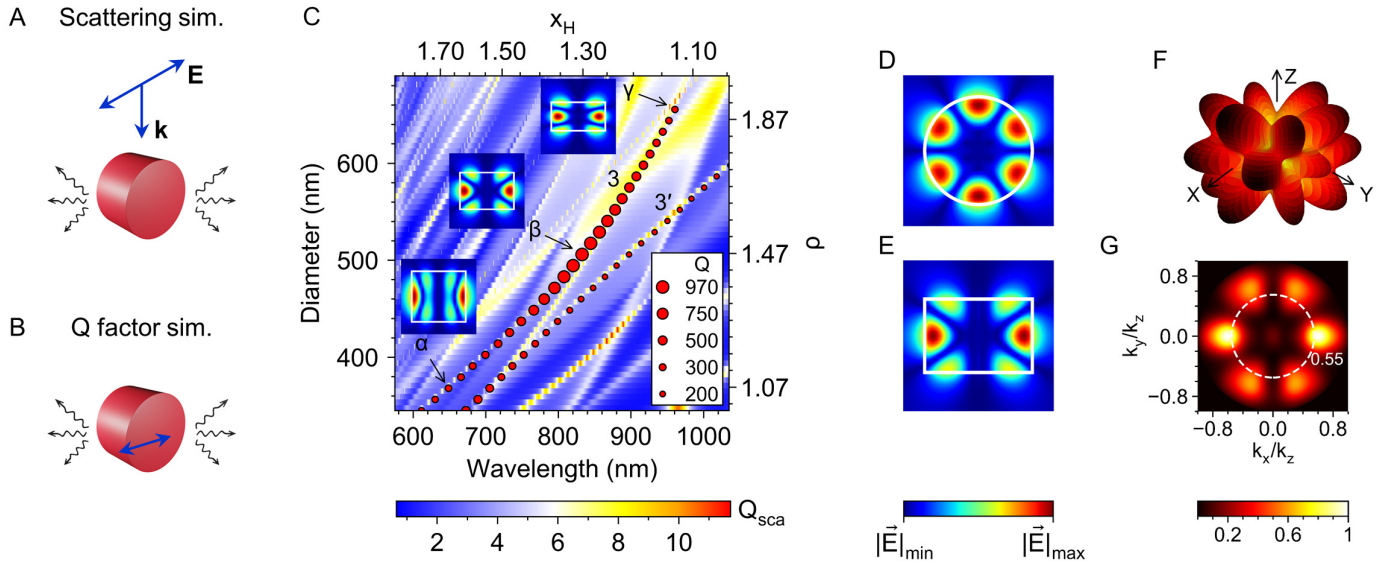 A Scattering sim.
E
k
B Q factor sim.
C
x_H
1.70 1.50 1.30 1.10
Diameter (nm)
600
500
400
γ
3
3′
β
α
Q
970
750
500
300
200
1.87
1.47
1.07
ρ
600 700 800 900 1000
Wavelength (nm)
2 4 6 8 10
Q_sca
D
E
|E⃗|_min |E⃗|_max
F
Z
X
Y
G
0.8
0.0
−0.8
k_y/k_z
0.55
−0.8 0.0 0.8
k_x/k_z
0.2 0.6 1